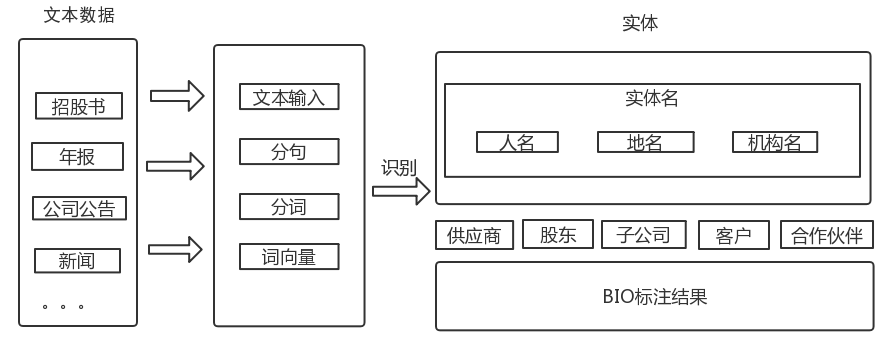 文本数据
招股书
年报
公司公告
新闻
。。。
文本输入
分句
分词
词向量
识别
实体
实体名
人名
地名
机构名
供应商
股东
子公司
客户
合作伙伴
BIO标注结果